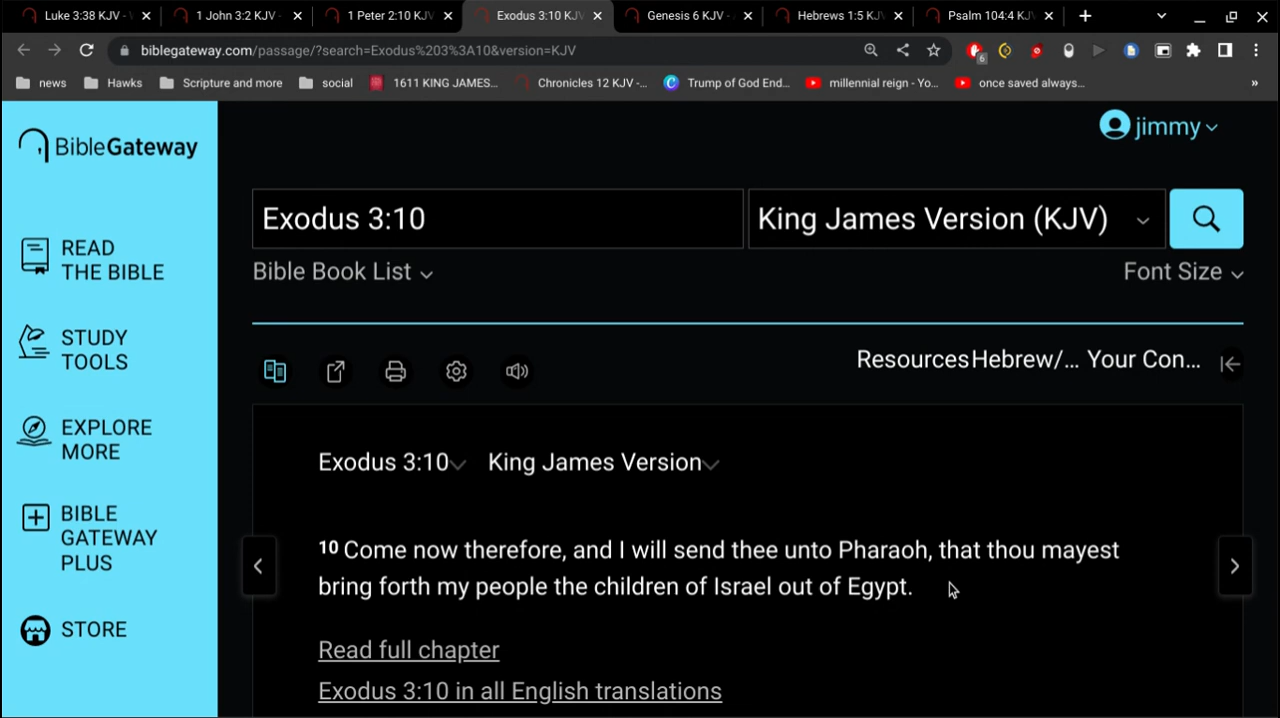 Luke 3:38 KJV -
1 John 3:2 KJV -
1 Peter 2:10 KJV
Exodus 3:10 KJV
Genesis 6 KJV -
Hebrews 1:5 KJV
Psalm 104:4 KJV
biblegateway.com/passage/?search=Exodus%203%3A10&version=KJV
6
news
Hawks
Scripture and more
social
1611 KING JAMES...
Chronicles 12 KJV -...
Trump of God End...
millennial reign - Yo...
once saved always...
»
BibleGateway
jimmy
Exodus 3:10
King James Version (KJV)
Bible Book List
Font Size
READ
THE BIBLE
STUDY
TOOLS
EXPLORE
MORE
BIBLE
GATEWAY
PLUS
STORE
Resources Hebrew/... Your Con...
Exodus 3:10 King James Version
10 Come now therefore, and I will send thee unto Pharaoh, that thou mayest
bring forth my people the children of Israel out of Egypt.
Read full chapter
Exodus 3:10 in all English translations